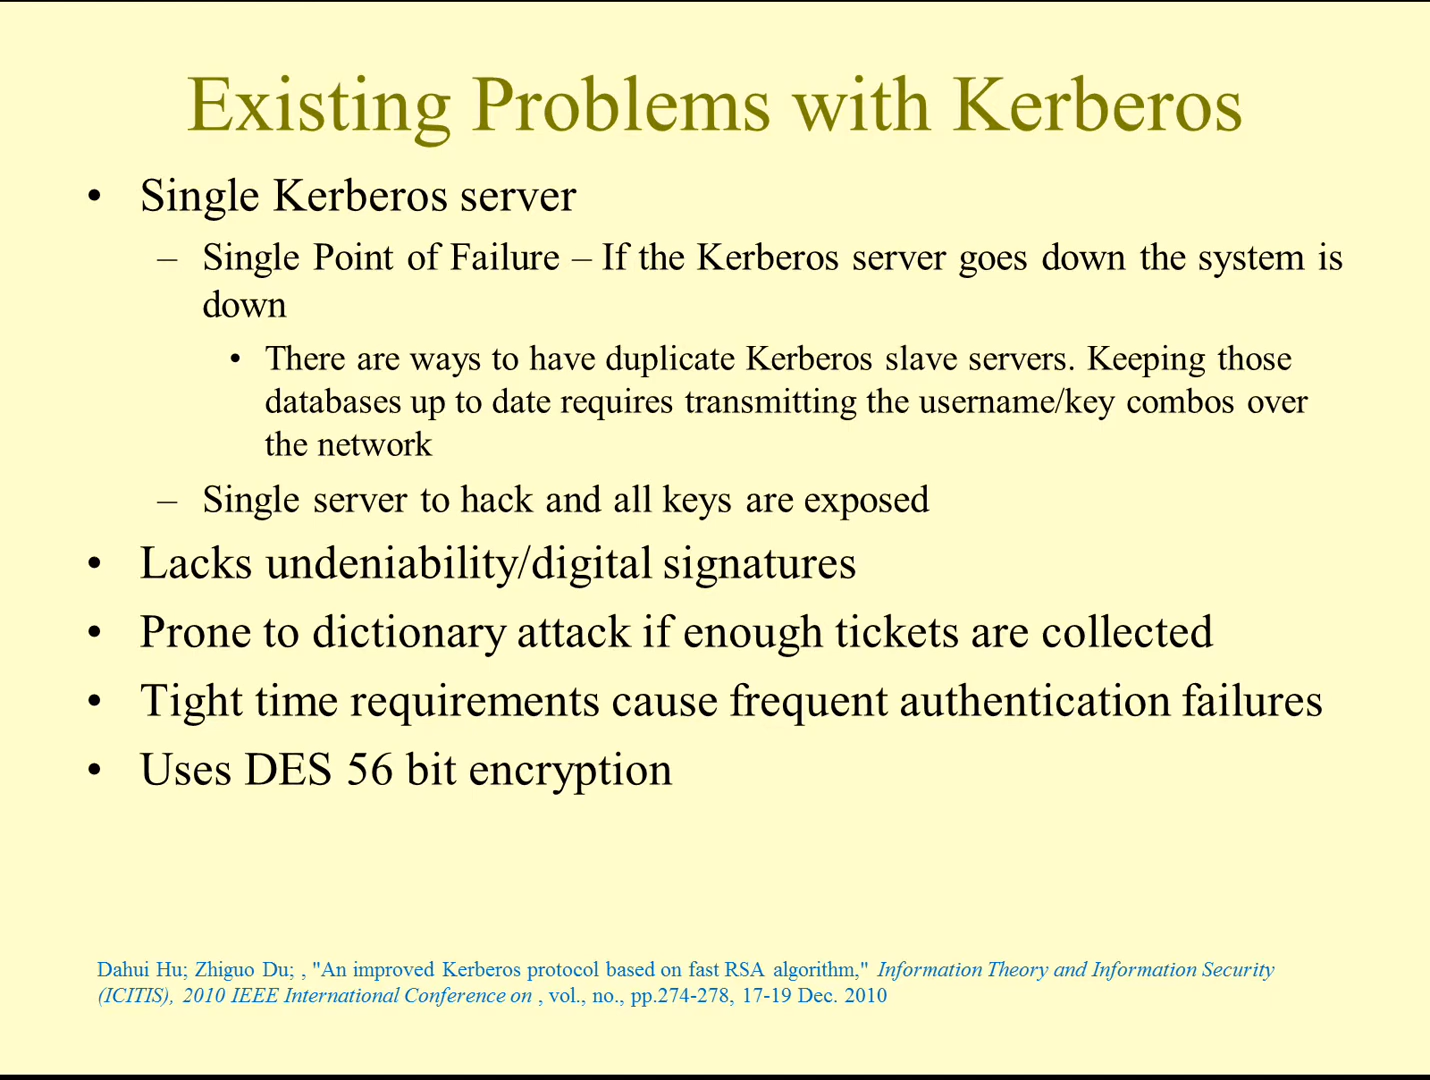 Existing Problems with Kerberos
• Single Kerberos server
– Single Point of Failure – If the Kerberos server goes down the system is
down
• There are ways to have duplicate Kerberos slave servers. Keeping those
databases up to date requires transmitting the username/key combos over
the network
– Single server to hack and all keys are exposed
• Lacks undeniability/digital signatures
• Prone to dictionary attack if enough tickets are collected
• Tight time requirements cause frequent authentication failures
• Uses DES 56 bit encryption
Dahui Hu; Zhiguo Du; , "An improved Kerberos protocol based on fast RSA algorithm," Information Theory and Information Security
(ICITIS), 2010 IEEE International Conference on , vol., no., pp.274-278, 17-19 Dec. 2010